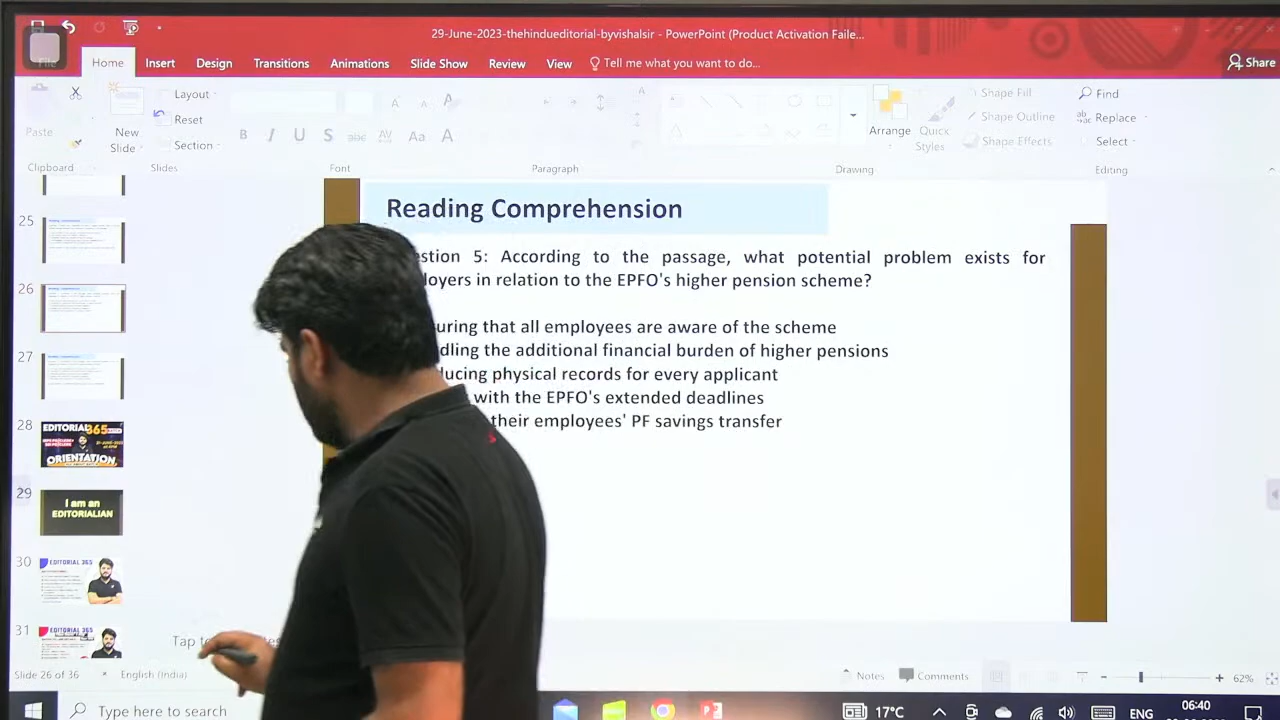 29-June-2023-thehindueditorial-byvishalsir - PowerPoint (Product Activation Faile...
File
Home
Insert
Design
Transitions
Animations
Slide Show
Review
View
Tell me what you want to do...
Share
Paste
New
Slide
Layout
Reset
Section
B I U S abc AV Aa A
Arrange
Quick
Styles
Shape Fill
Shape Outline
Shape Effects
Find
Replace
Select
Clipboard
Slides
Font
Paragraph
Drawing
Editing
25
26
27
28
EDITORIAL 365
ORIENTATION
29
I am an
EDITORIALIAN
30
EDITORIAL 365
31
EDITORIAL 365
Reading Comprehension
5: According to the passage, what potential problem exists for
in relation to the EPFO's higher pension scheme?
that all employees are aware of the scheme
the additional financial burden of higher pensions
physical records for every applicant
with the EPFO's extended deadlines
their employees' PF savings transfer
Tap to
Slide 26 of 36
English (India)
Notes
Comments
62%
Type here to search
17°C
ENG
06:40